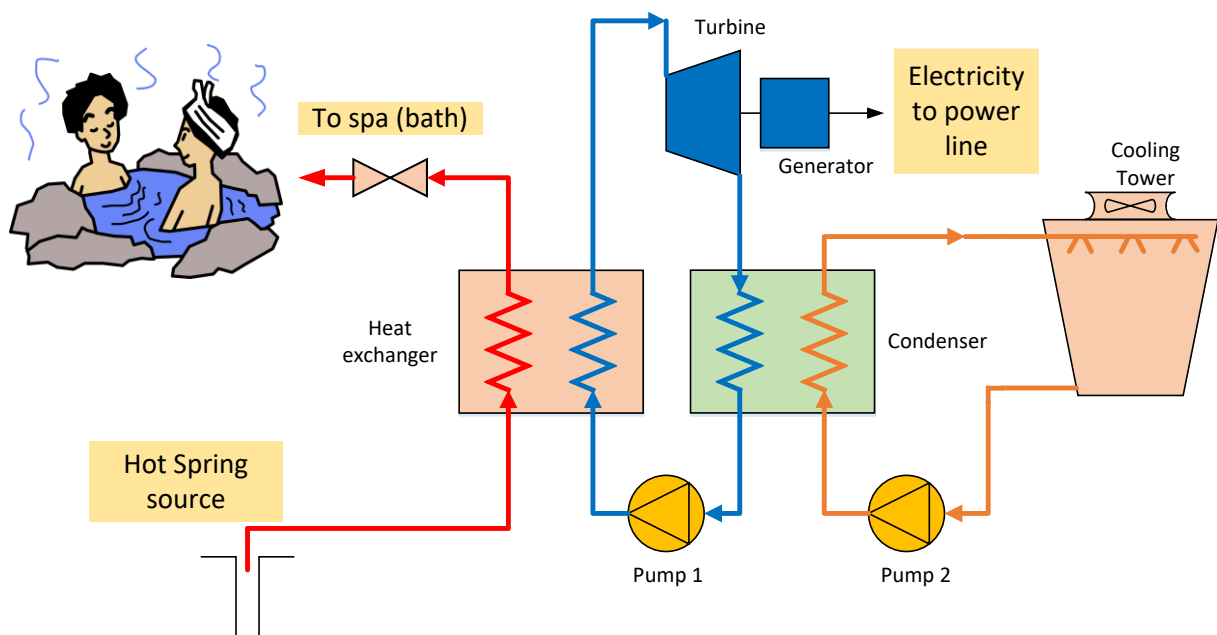 Turbine
To spa (bath)
Electricity
to power
line
Generator
Cooling
Tower
Heat
exchanger
Condenser
Hot Spring
source
Pump 1
Pump 2